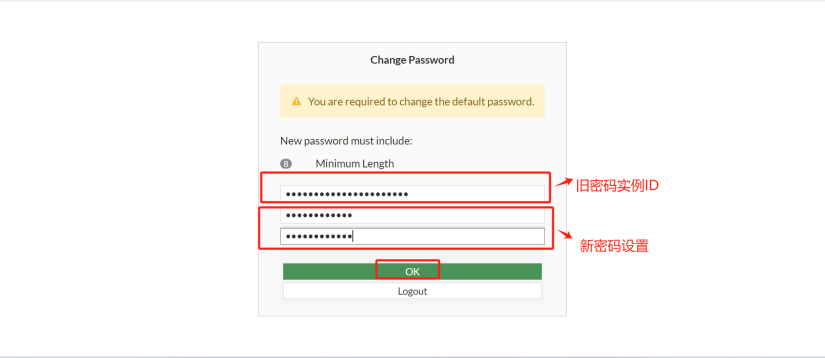 Change Password
You are required to change the default password.
New password must include:
8 Minimum Length
••••••••••••••••••••••
旧密码实例ID
••••••••••••
••••••••••••
新密码设置
OK
Logout